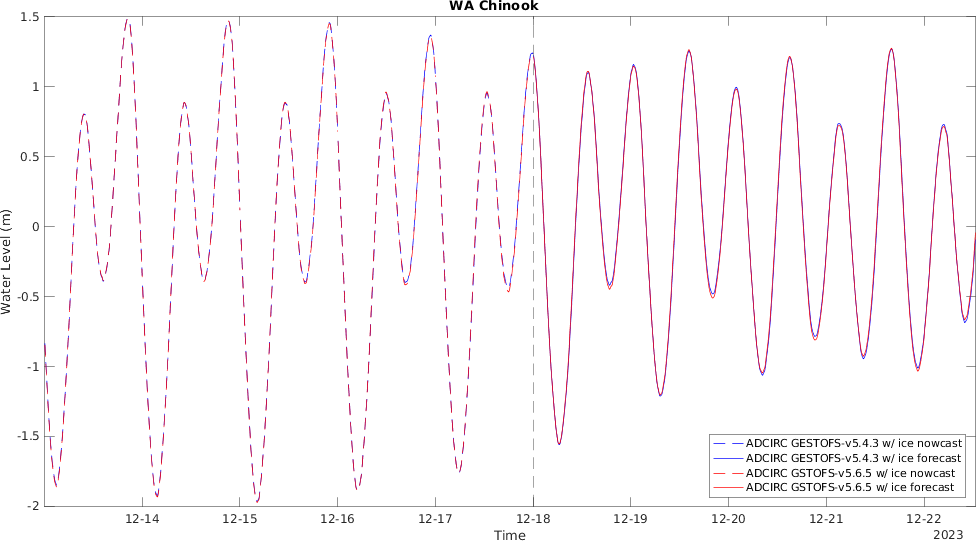 WA Chinook
1.5
1
0.5
0
-0.5
-1
-1.5
-2
Water Level (m)
12-14
12-15
12-16
12-17
12-18
12-19
12-20
12-21
12-22
Time
2023
ADCIRC GESTOFS-v5.4.3 w/ ice nowcast
ADCIRC GESTOFS-v5.4.3 w/ ice forecast
ADCIRC GSTOFS-v5.6.5 w/ ice nowcast
ADCIRC GSTOFS-v5.6.5 w/ ice forecast